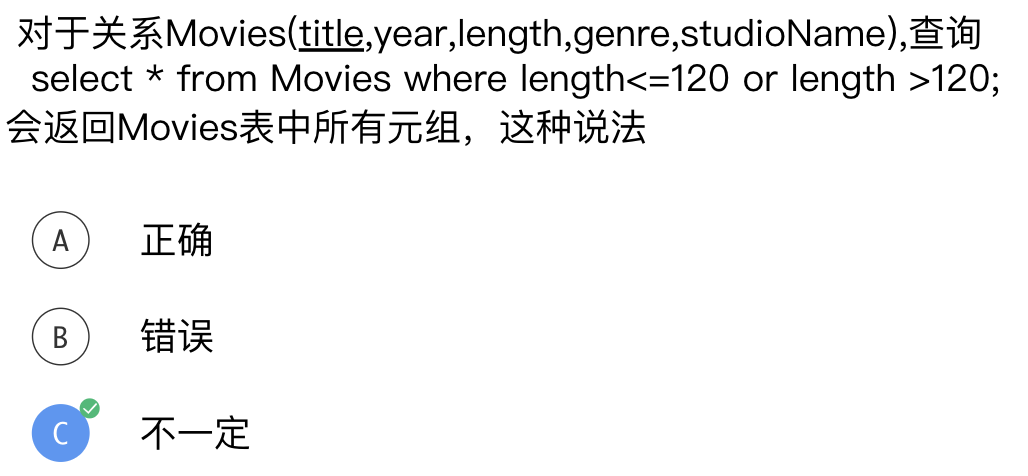 对于关系Movies(title,year,length,genre,studioName),查询
select * from Movies where length<=120 or length >120;
会返回Movies表中所有元组，这种说法
A 正确
B 错误
C 不一定